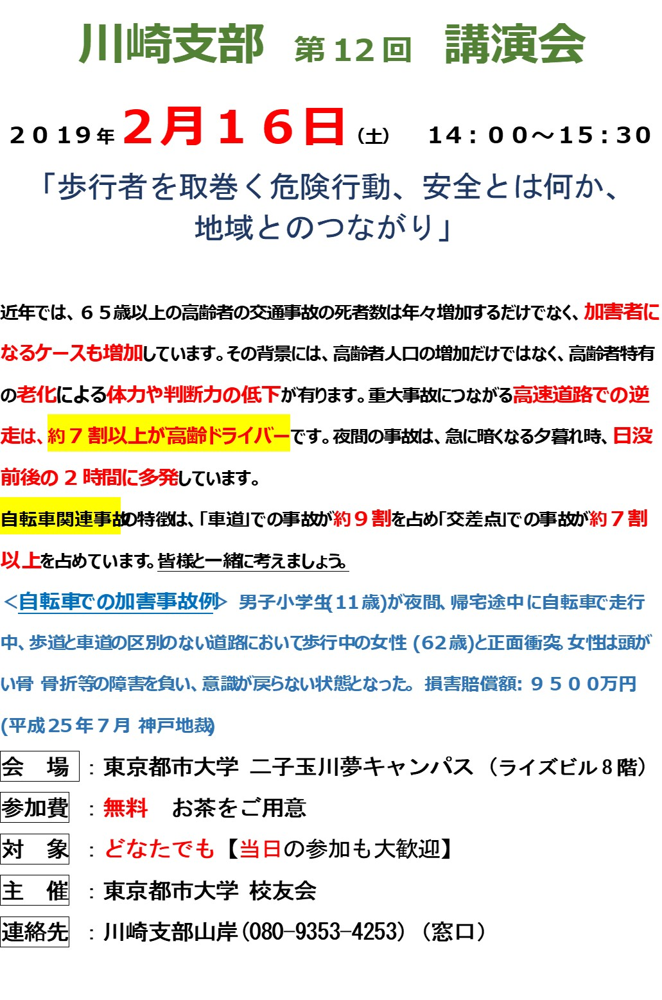 川崎支部 第12回 講演会
２０19年２月１６日（土） 14：００～15：30
「歩行者を取巻く危険行動、安全とは何か、
地域とのつながり」
近年では、６５歳以上の高齢者の交通事故の死者数は年々増加するだけでなく、加害者に
なるケースも増加しています。その背景には、高齢者人口の増加だけではなく、高齢者特有
の老化による体力や判断力の低下が有ります。重大事故につながる高速道路での逆
走は、約７割以上が高齢ドライバーです。夜間の事故は、急に暗くなる夕暮れ時、日没
前後の２時間に多発しています。
自転車関連事故の特徴は、「車道」での事故が約９割を占め「交差点」での事故が約７割
以上を占めています。皆様と一緒に考えましょう。
＜自転車での加害事故例＞ 男子小学生(11歳)が夜間、帰宅途中に自転車で走行
中、歩道と車道の区別のない道路において歩行中の女性 (62歳)と正面衝突。女性は頭が
い骨 骨折等の障害を負い、意識が戻らない状態となった。 損害賠償額: ９５００万円
(平成25年７月 神戸地裁)
会　場 ： 東京都市大学 二子玉川夢キャンパス （ライズビル８階）
参加費 ： 無料　お茶をご用意
対　象 ： どなたでも【当日の参加も大歓迎】
主　催 ： 東京都市大学 校友会
連絡先 ： 川崎支部山岸(080-9353-4253)（窓口）